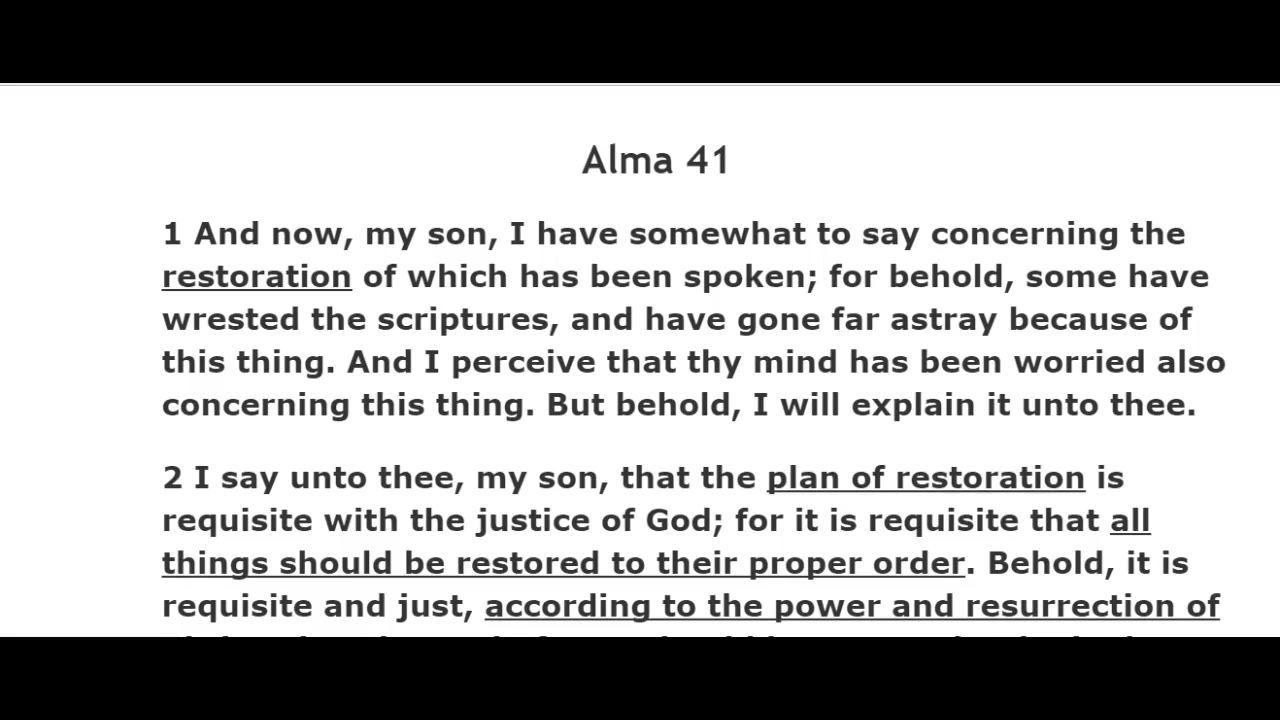 Alma 41
1 And now, my son, I have somewhat to say concerning the
restoration of which has been spoken; for behold, some have
wrested the scriptures, and have gone far astray because of
this thing. And I perceive that thy mind has been worried also
concerning this thing. But behold, I will explain it unto thee.
2 I say unto thee, my son, that the plan of restoration is
requisite with the justice of God; for it is requisite that all
things should be restored to their proper order. Behold, it is
requisite and just, according to the power and resurrection of